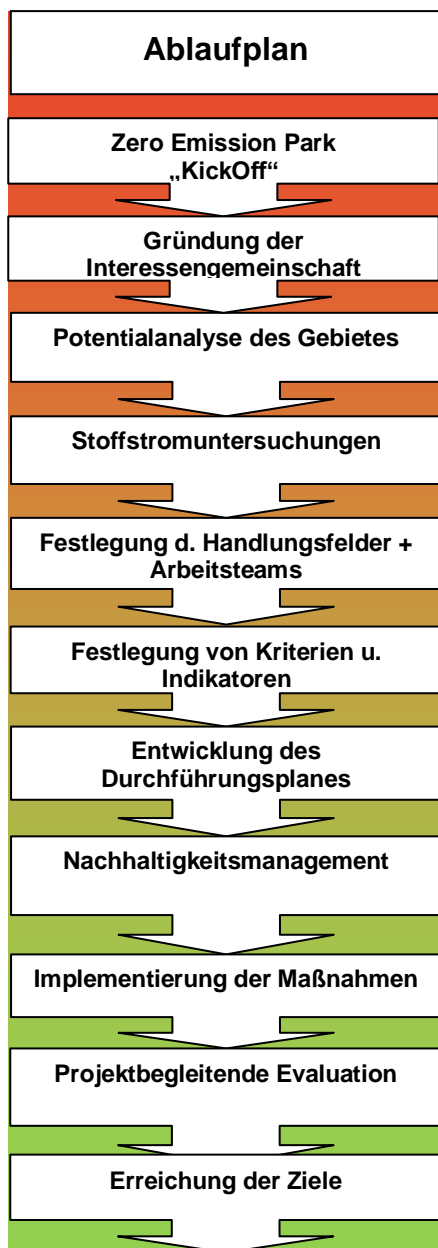 Ablaufplan
Zero Emission Park
„KickOff“
Gründung der
Interessengemeinschaft
Potentialanalyse des Gebietes
Stoffstromuntersuchungen
Festlegung d. Handlungsfelder +
Arbeitsteams
Festlegung von Kriterien u.
Indikatoren
Entwicklung des
Durchführungsplanes
Nachhaltigkeitsmanagement
Implementierung der Maßnahmen
Projektbegleitende Evaluation
Erreichung der Ziele